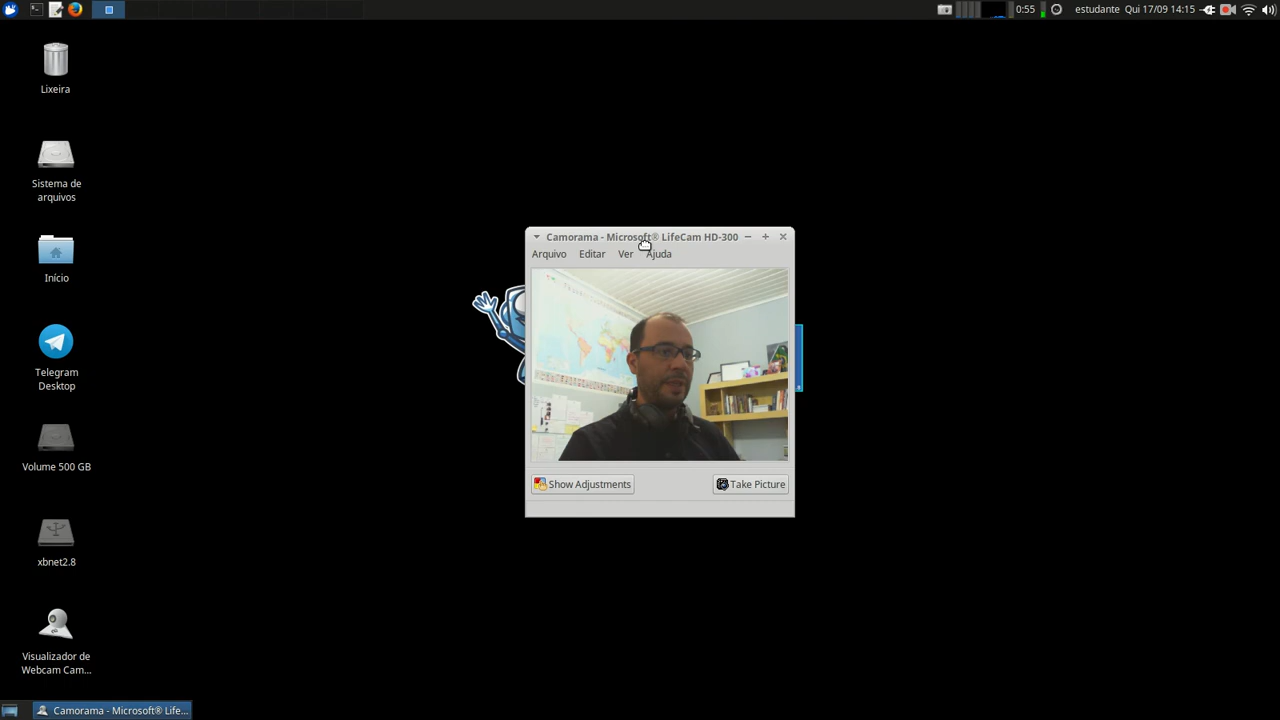 0:55
estudante Qui 17/09 14:15
Lixeira
Sistema de
arquivos
Início
Telegram
Desktop
Volume 500 GB
xbnet2.8
Visualizador de
Webcam Cam...
Camorama - Microsoft® LifeCam HD-300
Arquivo Editar Ver Ajuda
Show Adjustments
Take Picture
Camorama - Microsoft® Life...